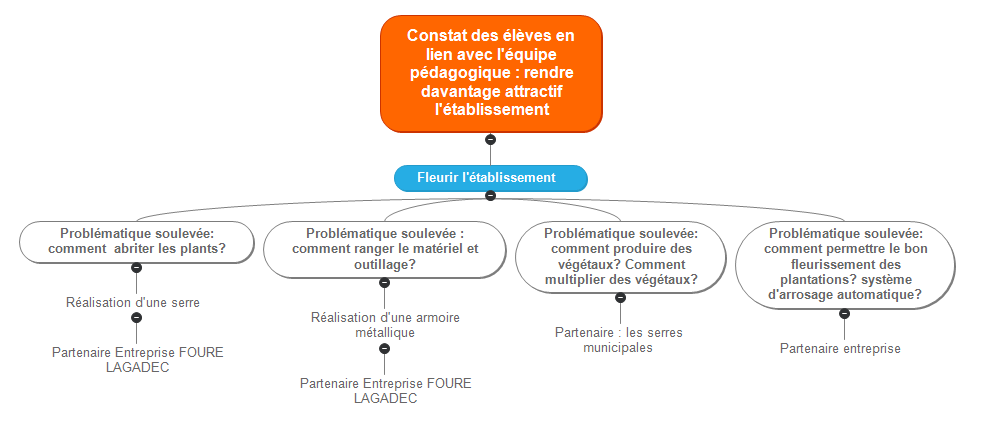 Constat des élèves en
lien avec l'équipe
pédagogique : rendre
davantage attractif
l'établissement
Fleurir l'établissement
Problématique soulevée:
comment abriter les plants?
Réalisation d'une serre
Partenaire Entreprise FOURE
LAGADEC
Problématique soulevée :
comment ranger le matériel et
outillage?
Réalisation d'une armoire
métallique
Partenaire Entreprise FOURE
LAGADEC
Problématique soulevée:
comment produire des
végétaux? Comment
multiplier des végétaux?
Partenaire : les serres
municipales
Problématique soulevée:
comment permettre le bon
fleurissement des
plantations? système
d'arrosage automatique?
Partenaire entreprise